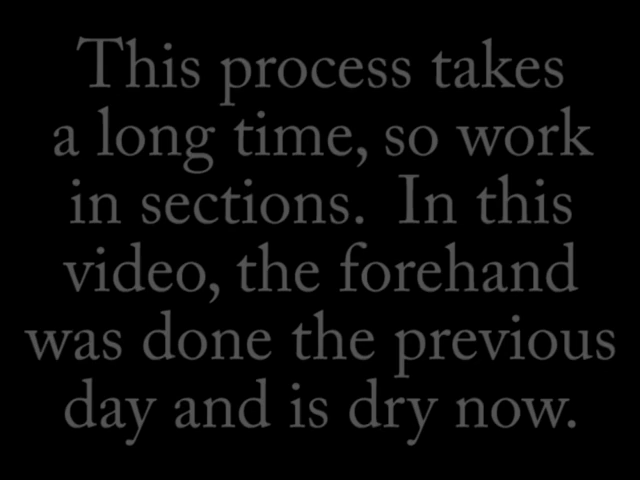 This process takes
a long time, so work
in sections.  In this
video, the forehand
was done the previous
day and is dry now.